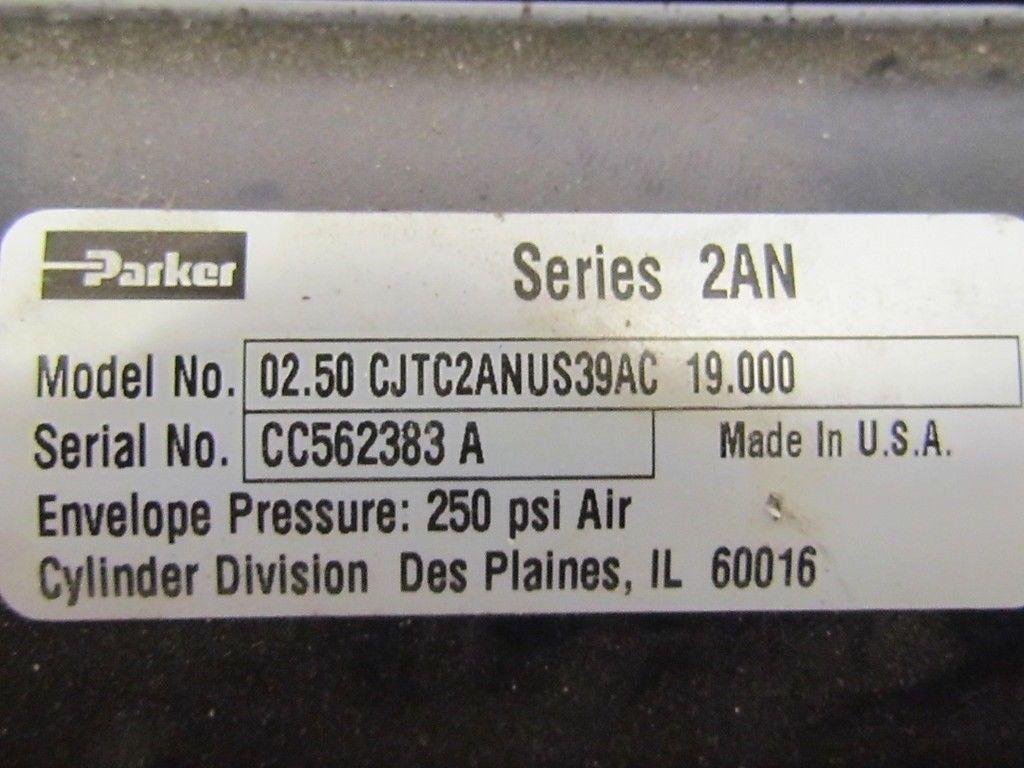 Parker Series 2AN
Model No. 02.50 CJTC2ANUS39AC 19.000
Serial No. CC562383 A Made In U.S.A.
Envelope Pressure: 250 psi Air
Cylinder Division Des Plaines, IL 60016